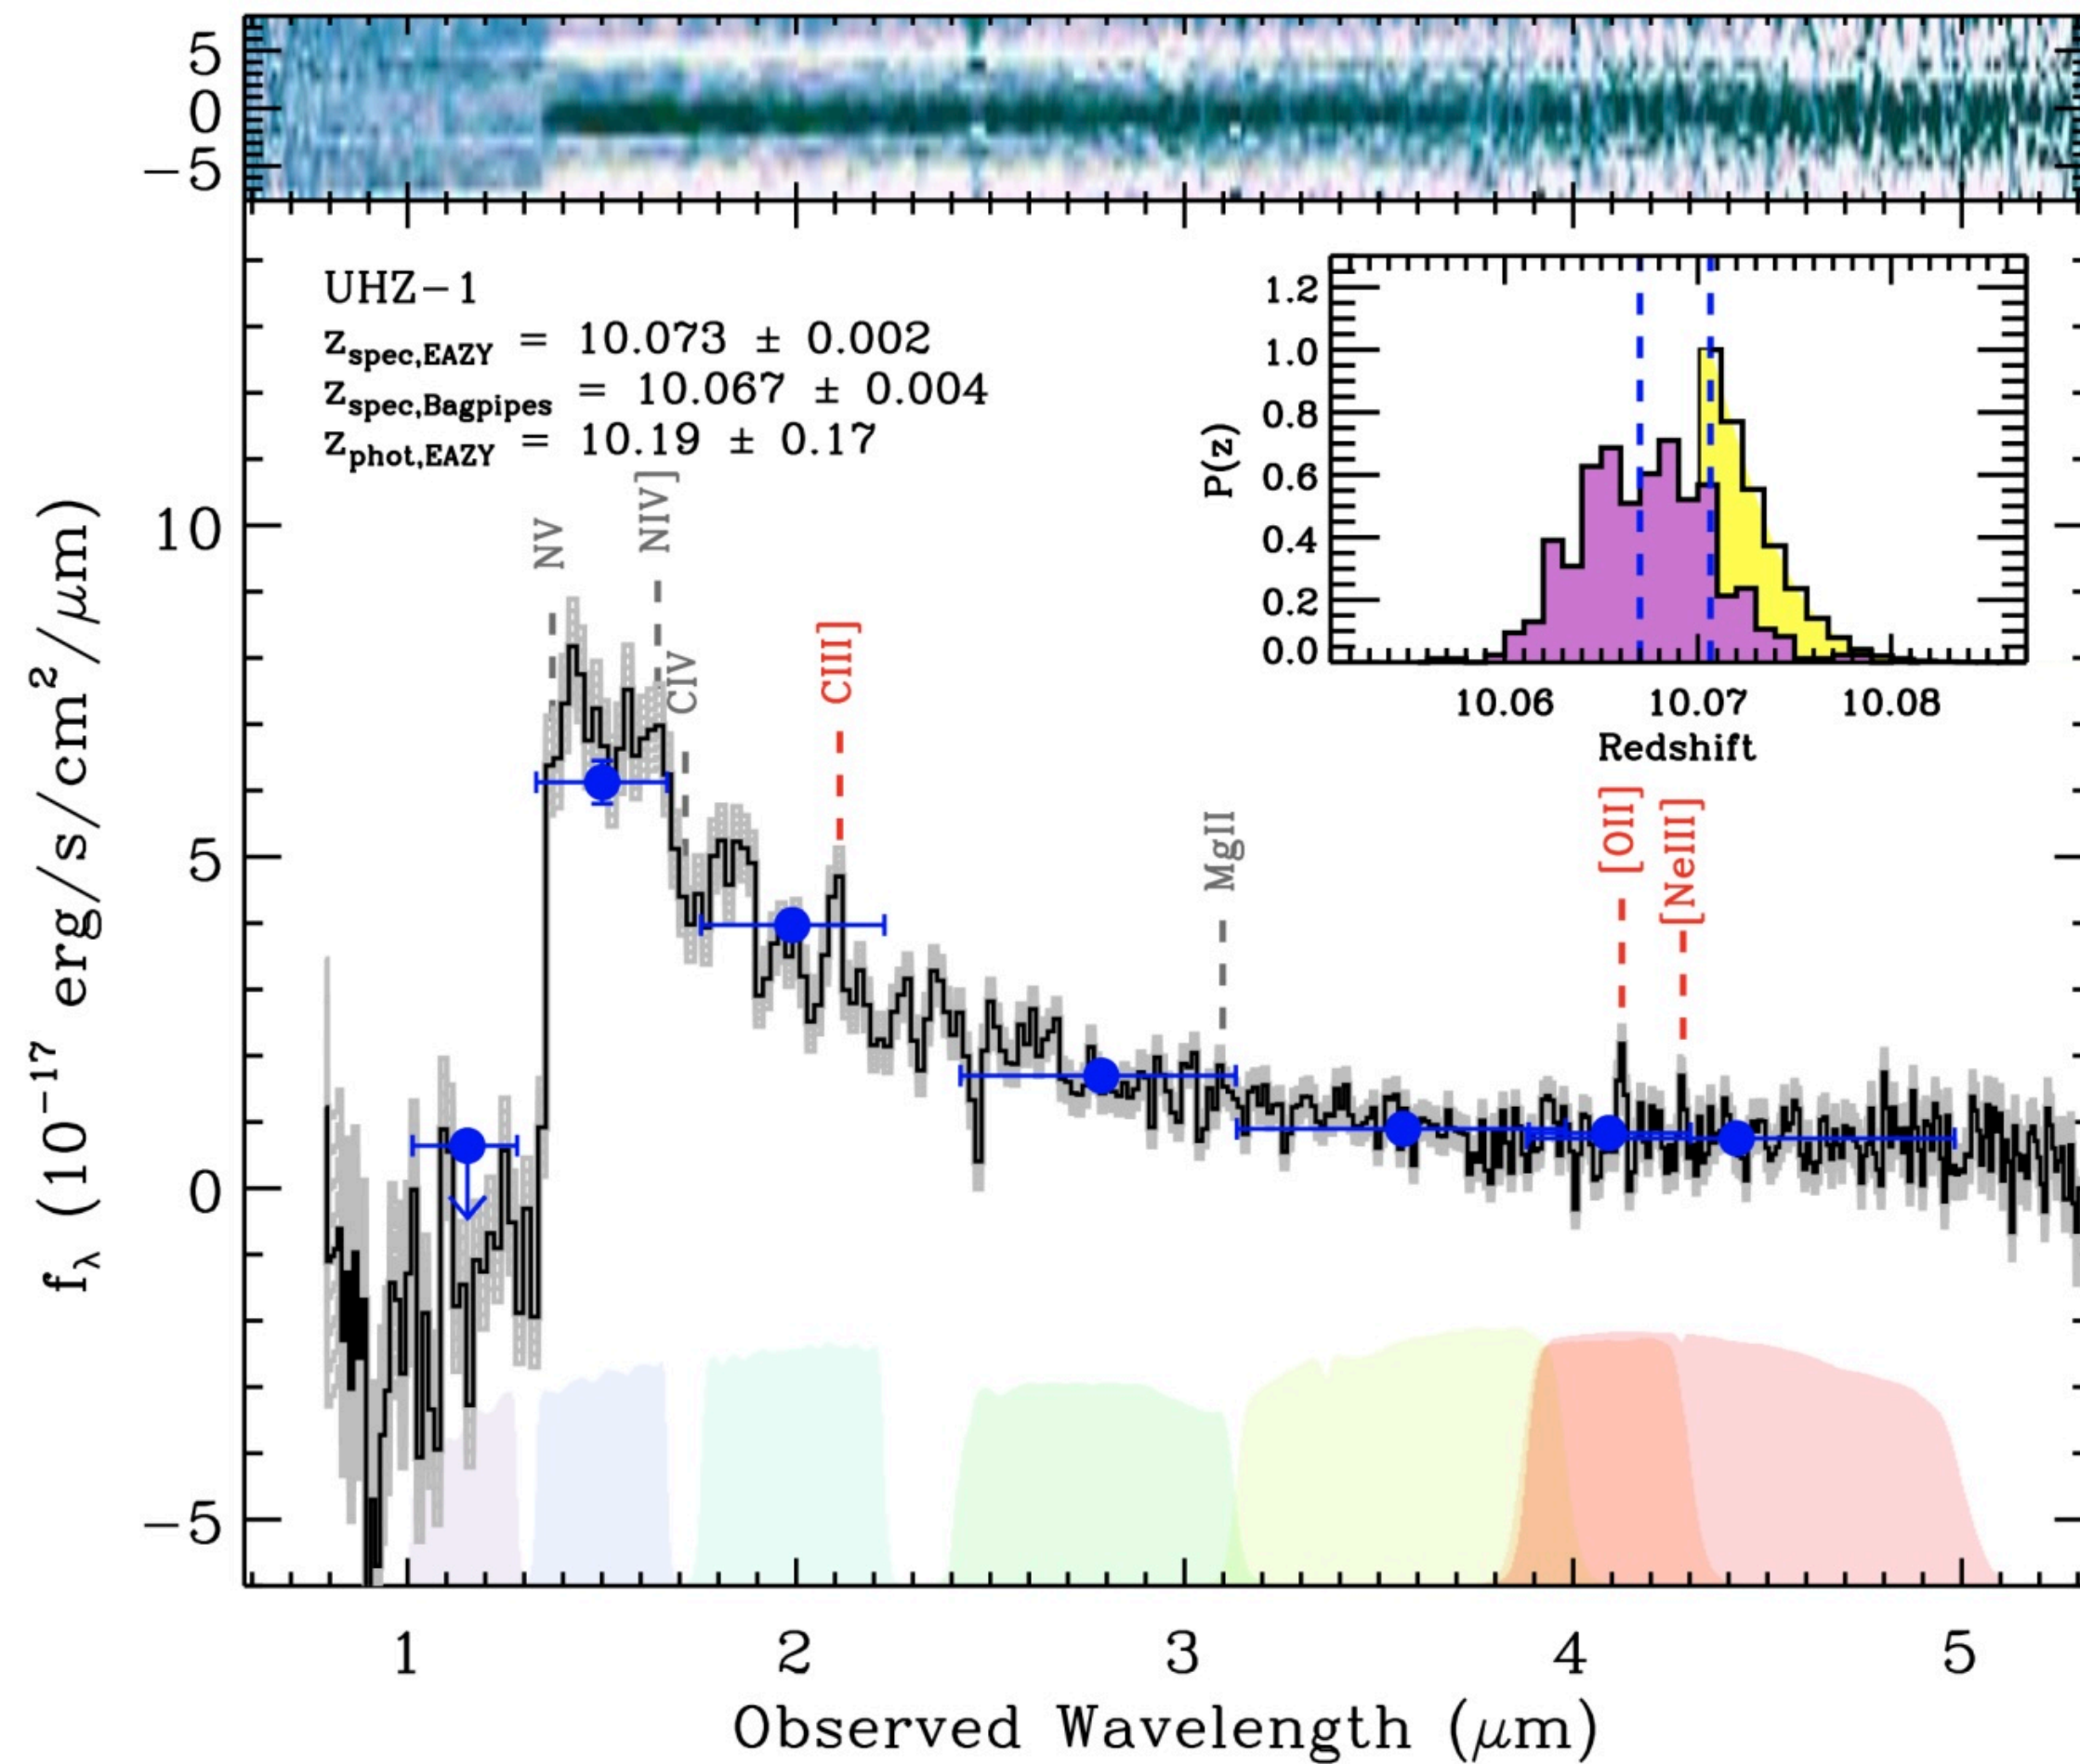 5
0
−5
UHZ−1
z_spec,EAZY = 10.073 ± 0.002
z_spec,Bagpipes = 10.067 ± 0.004
z_phot,EAZY = 10.19 ± 0.17
P(z)
1.2
1.0
0.8
0.6
0.4
0.2
0.0
10.06 10.07 10.08
Redshift
NV
NIV]
CIV
CIII]
MgII
[OII]
[NeIII]
f_λ (10^−17 erg/s/cm^2/μm)
10
5
0
−5
1 2 3 4 5
Observed Wavelength (μm)